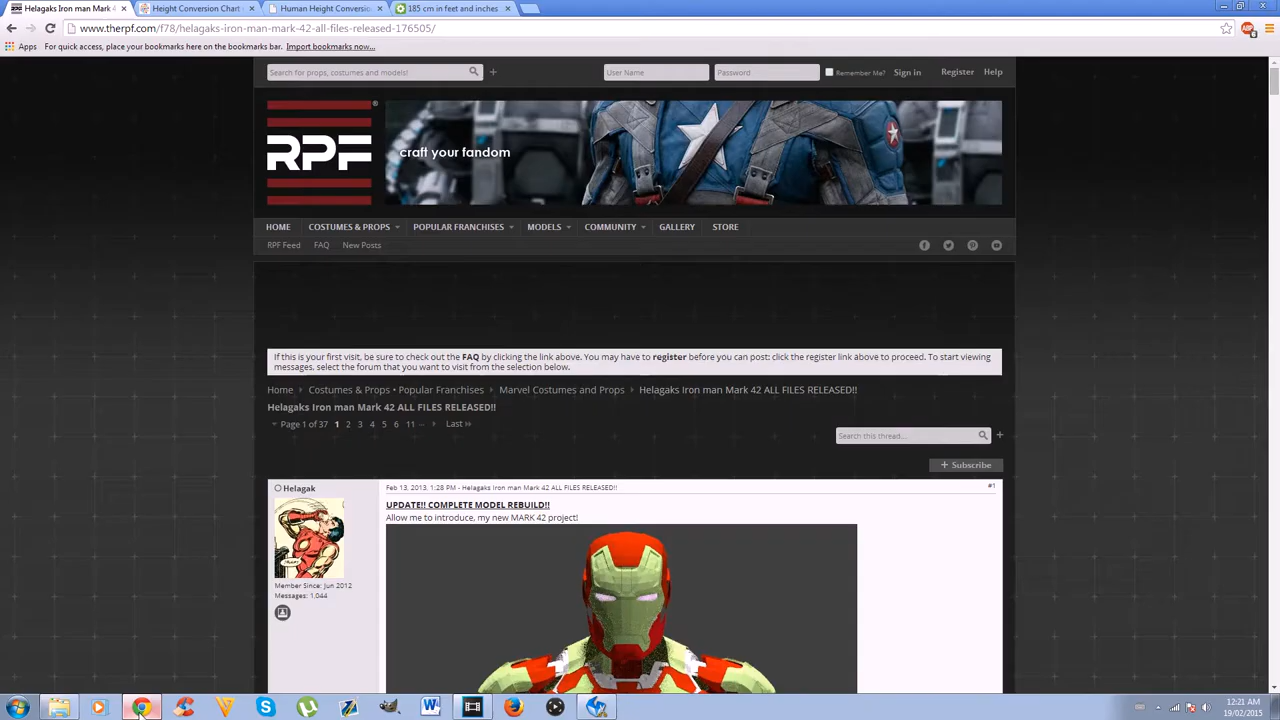 Helagaks Iron man Mark 4
Height Conversion Chart
Human Height Conversio
185 cm in feet and inches
www.therpf.com/f78/helagaks-iron-man-mark-42-all-files-released-176505/
Apps For quick access, place your bookmarks here on the bookmarks bar. Import bookmarks now...
Search for props, costumes and models! User Name Password Remember Me? Sign in Register Help
RPF ®
craft your fandom
HOME COSTUMES & PROPS POPULAR FRANCHISES MODELS COMMUNITY GALLERY STORE
RPF Feed FAQ New Posts
If this is your first visit, be sure to check out the FAQ by clicking the link above. You may have to register before you can post: click the register link above to proceed. To start viewing
messages, select the forum that you want to visit from the selection below.
Home Costumes & Props • Popular Franchises Marvel Costumes and Props Helagaks Iron man Mark 42 ALL FILES RELEASED!!
Helagaks Iron man Mark 42 ALL FILES RELEASED!!
Page 1 of 37 1 2 3 4 5 6 11 ... Last
Search this thread...
+ Subscribe
Helagak
Feb 13, 2013, 1:28 PM - Helagaks Iron man Mark 42 ALL FILES RELEASED!! #1
UPDATE!! COMPLETE MODEL REBUILD!!
Allow me to introduce, my new MARK 42 project!
Member Since: Jun 2012
Messages: 1,044
12:21 AM
19/02/2015